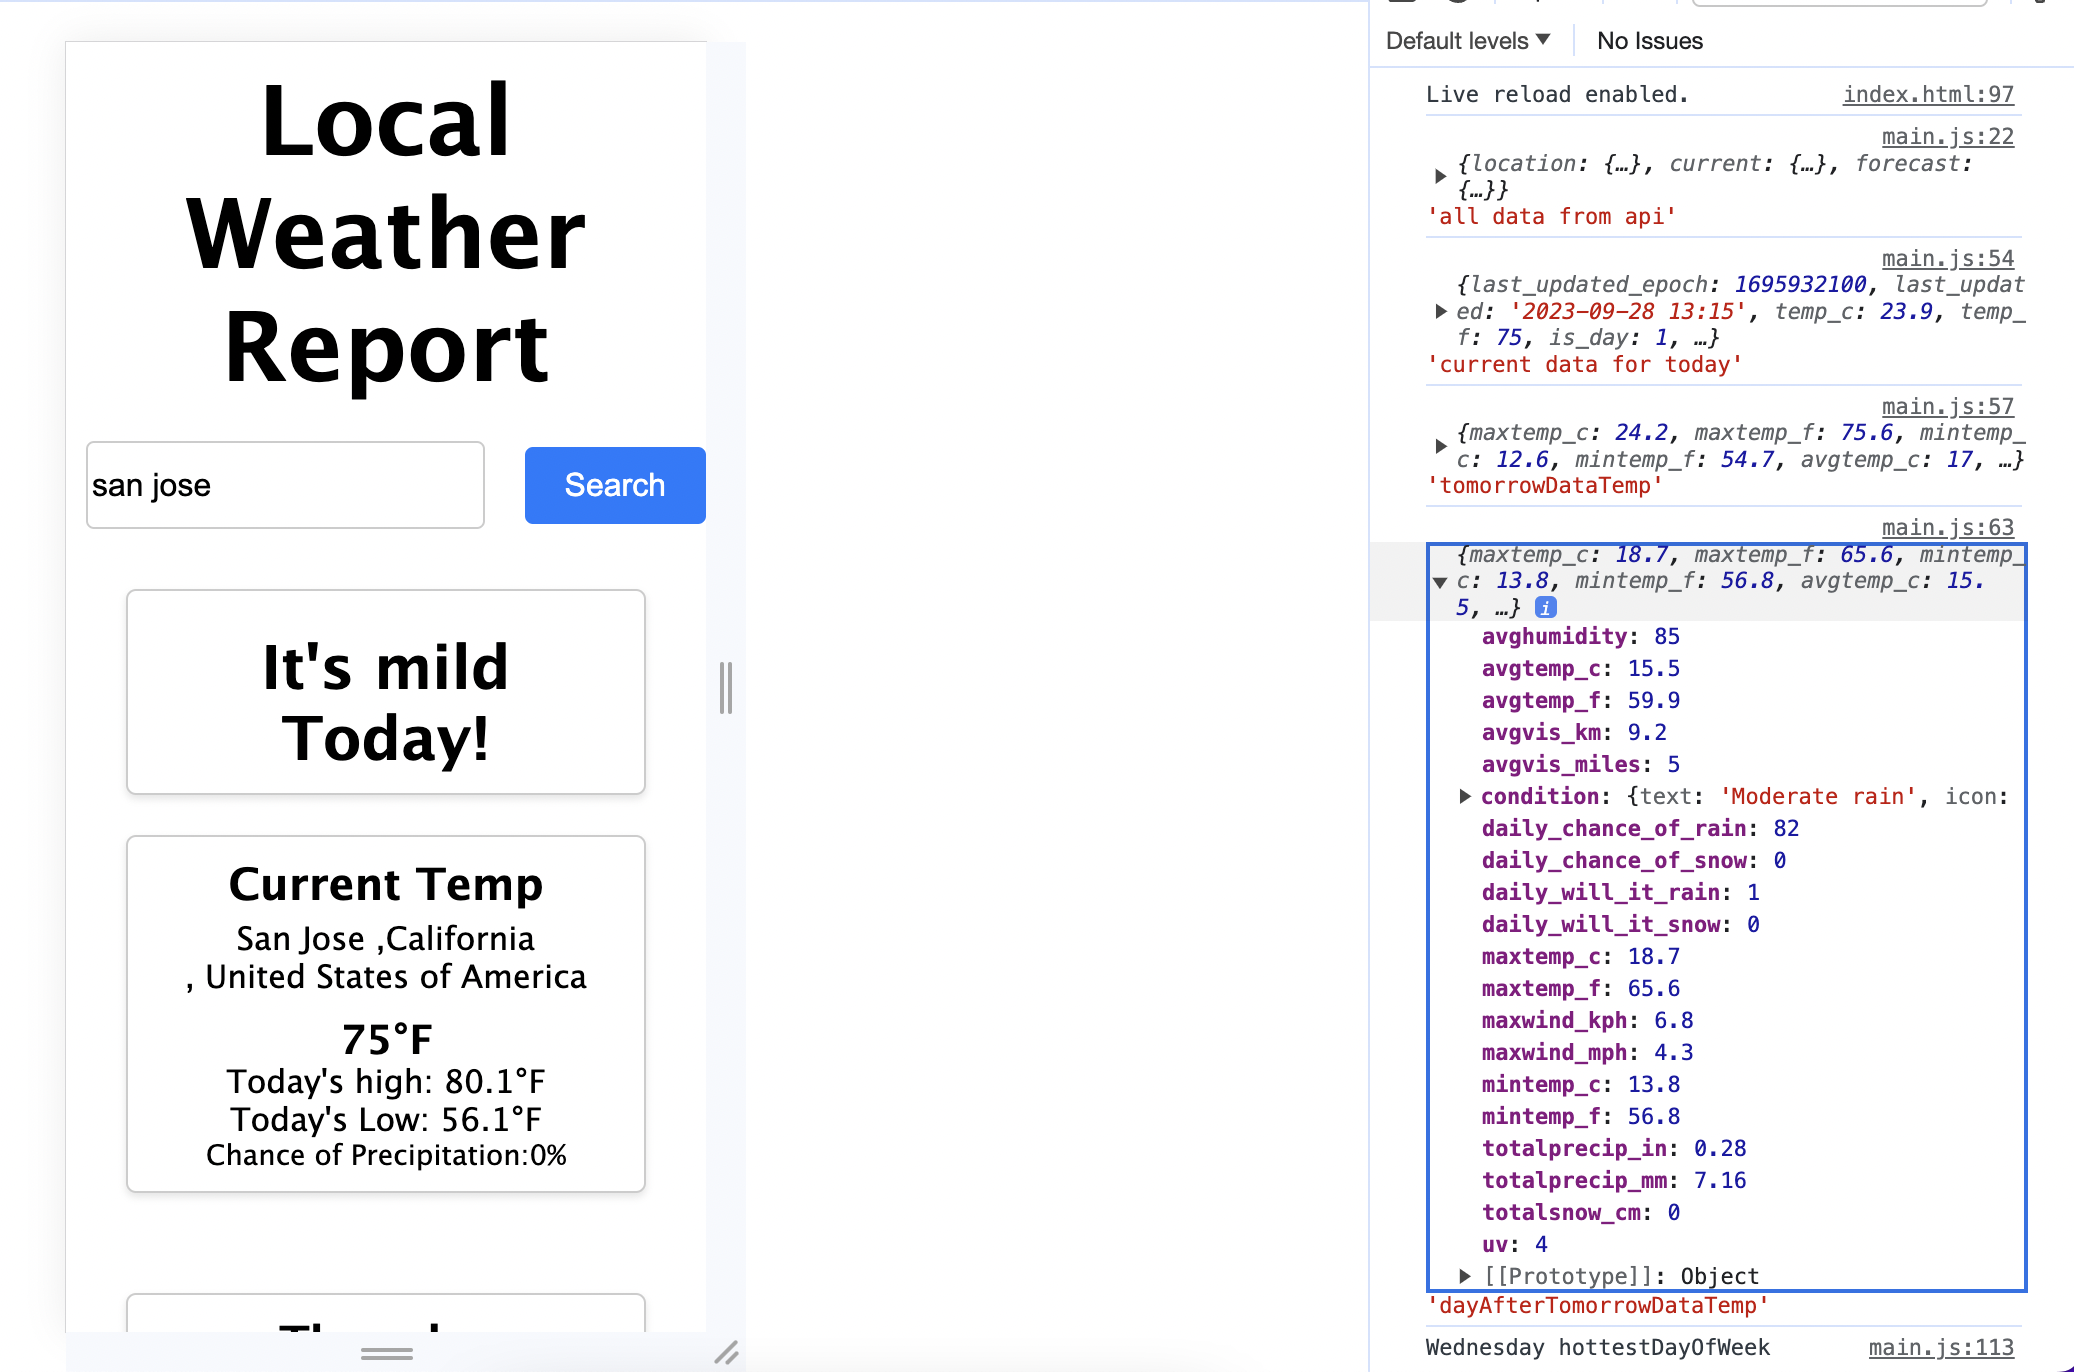 Local
Weather
Report
san jose
Search
It's mild
Today!
Current Temp
San Jose ,California
, United States of America
75°F
Today's high: 80.1°F
Today's Low: 56.1°F
Chance of Precipitation:0%
Default levels ▼
No Issues
Live reload enabled. index.html:97
main.js:22
{location: {…}, current: {…}, forecast:
{…}}
'all data from api'
main.js:54
{last_updated_epoch: 1695932100, last_updat
ed: '2023-09-28 13:15', temp_c: 23.9, temp_
f: 75, is_day: 1, …}
'current data for today'
main.js:57
{maxtemp_c: 24.2, maxtemp_f: 75.6, mintemp_
c: 12.6, mintemp_f: 54.7, avgtemp_c: 17, …}
'tomorrowDataTemp'
main.js:63
{maxtemp_c: 18.7, maxtemp_f: 65.6, mintemp_
c: 13.8, mintemp_f: 56.8, avgtemp_c: 15.
5, …} i
avghumidity: 85
avgtemp_c: 15.5
avgtemp_f: 59.9
avgvis_km: 9.2
avgvis_miles: 5
condition: {text: 'Moderate rain', icon:
daily_chance_of_rain: 82
daily_chance_of_snow: 0
daily_will_it_rain: 1
daily_will_it_snow: 0
maxtemp_c: 18.7
maxtemp_f: 65.6
maxwind_kph: 6.8
maxwind_mph: 4.3
mintemp_c: 13.8
mintemp_f: 56.8
totalprecip_in: 0.28
totalprecip_mm: 7.16
totalsnow_cm: 0
uv: 4
[[Prototype]]: Object
'dayAfterTomorrowDataTemp'
Wednesday hottestDayOfWeek main.js:113